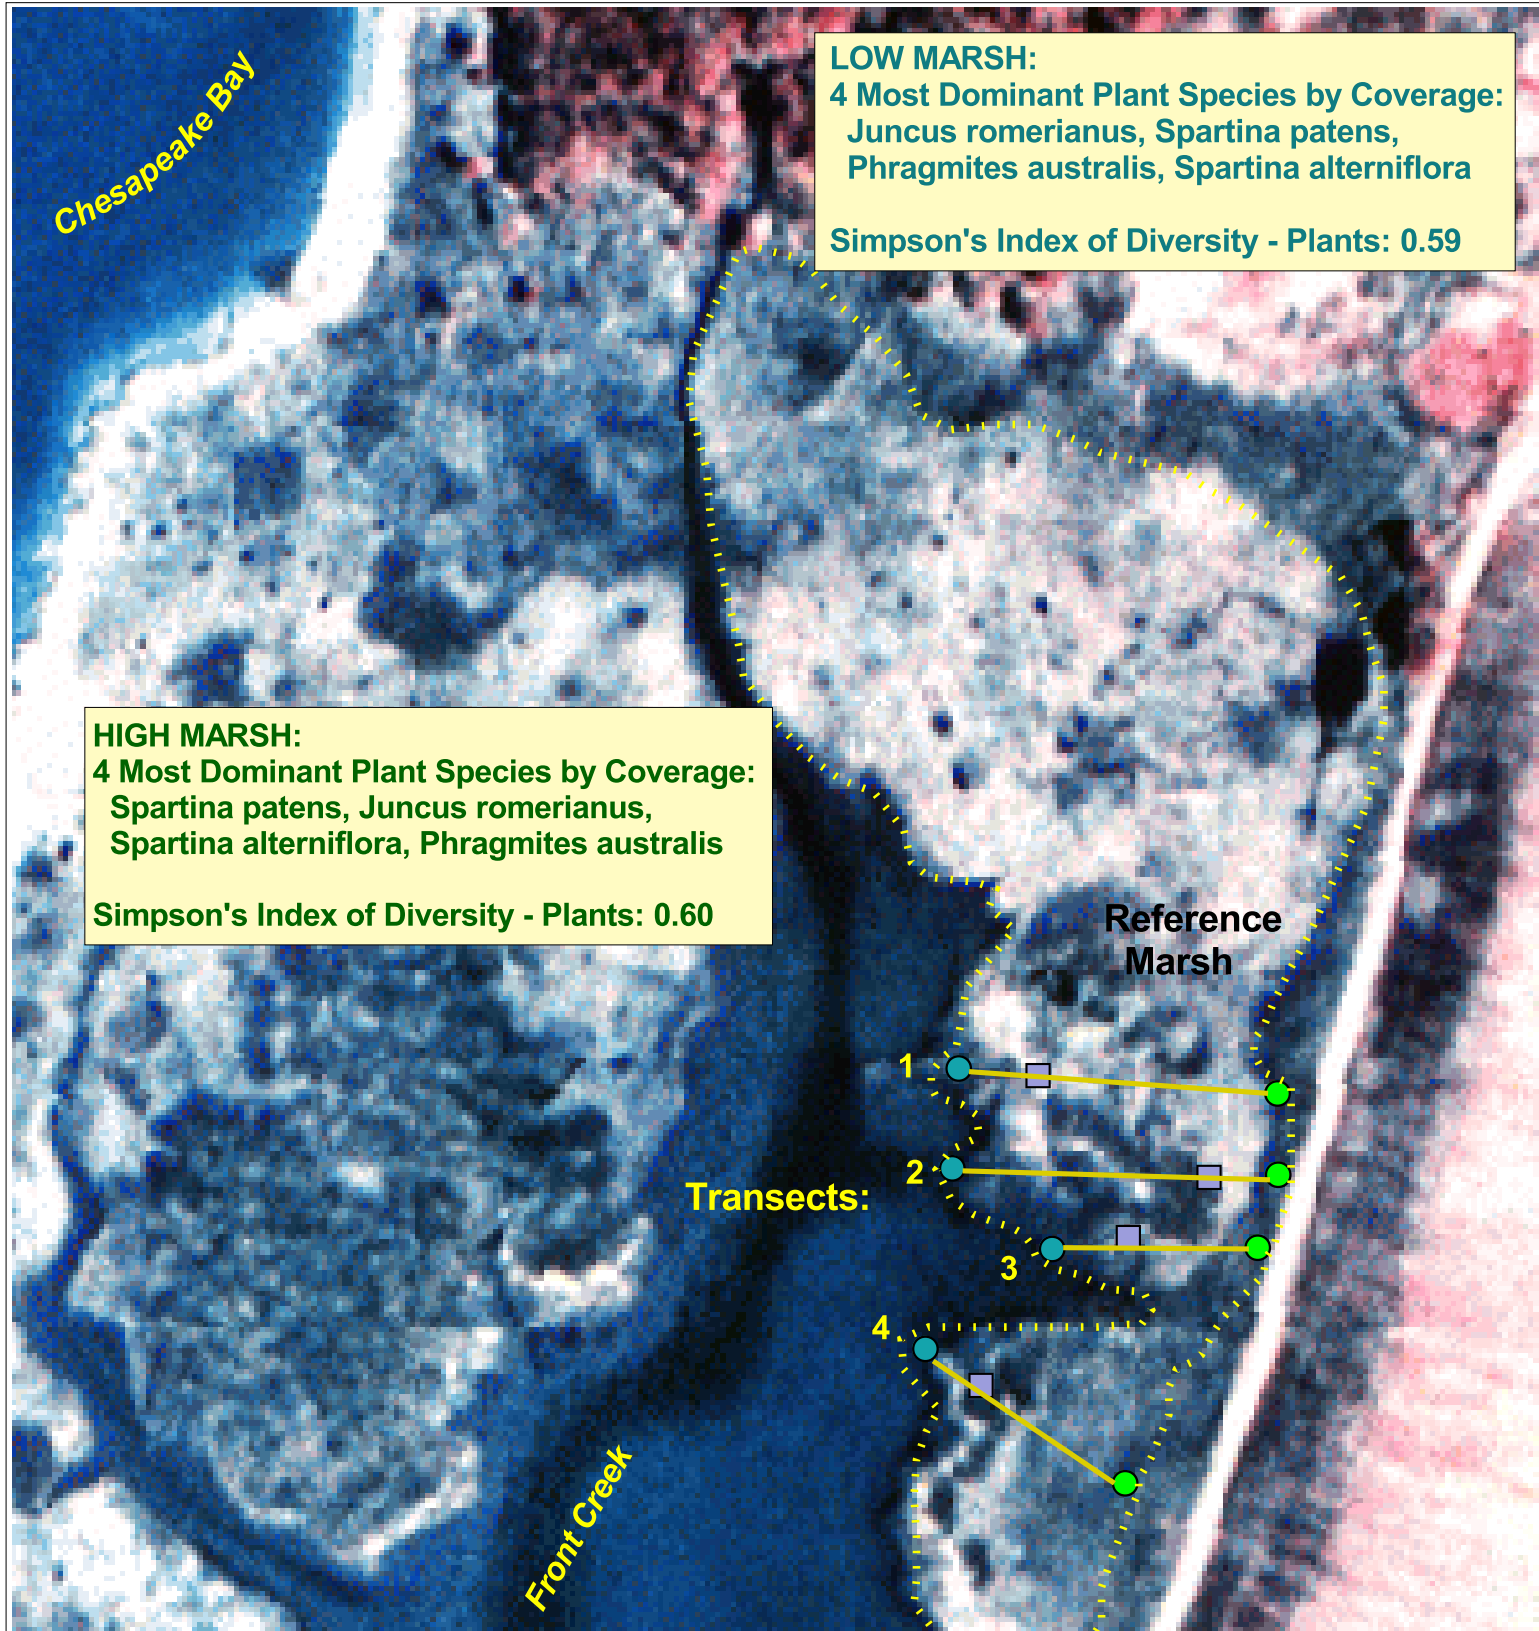 Chesapeake Bay
LOW MARSH:
4 Most Dominant Plant Species by Coverage:
Juncus romerianus, Spartina patens,
Phragmites australis, Spartina alterniflora
Simpson's Index of Diversity - Plants: 0.59
HIGH MARSH:
4 Most Dominant Plant Species by Coverage:
Spartina patens, Juncus romerianus,
Spartina alterniflora, Phragmites australis
Simpson's Index of Diversity - Plants: 0.60
Reference
Marsh
Transects:
1
2
3
4
Front Creek